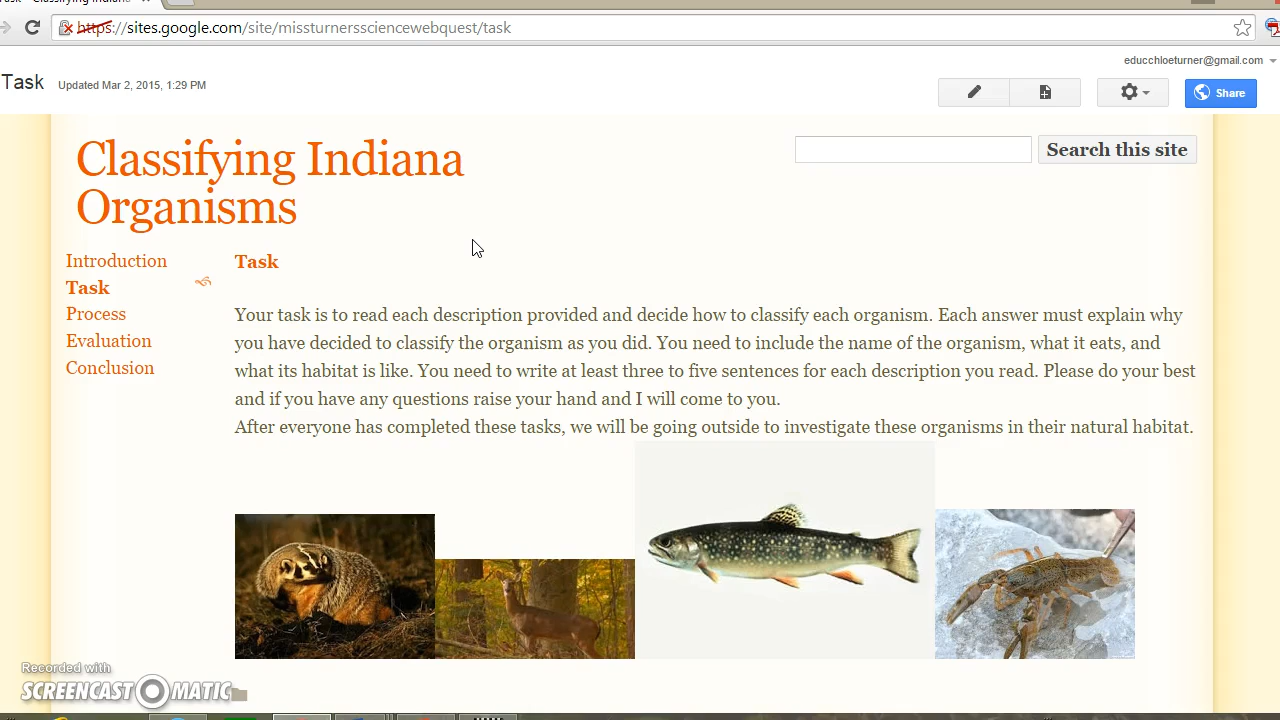 Task - Classifying Indiana
https://sites.google.com/site/missturnerssciencewebquest/task
educchloeturner@gmail.com
Task Updated Mar 2, 2015, 1:29 PM
Share
Classifying Indiana
Organisms
Search this site
Introduction
Task
Process
Evaluation
Conclusion
Task
Your task is to read each description provided and decide how to classify each organism. Each answer must explain why
you have decided to classify the organism as you did. You need to include the name of the organism, what it eats, and
what its habitat is like. You need to write at least three to five sentences for each description you read. Please do your best
and if you have any questions raise your hand and I will come to you.
After everyone has completed these tasks, we will be going outside to investigate these organisms in their natural habitat.
Recorded with
SCREENCAST-O-MATIC